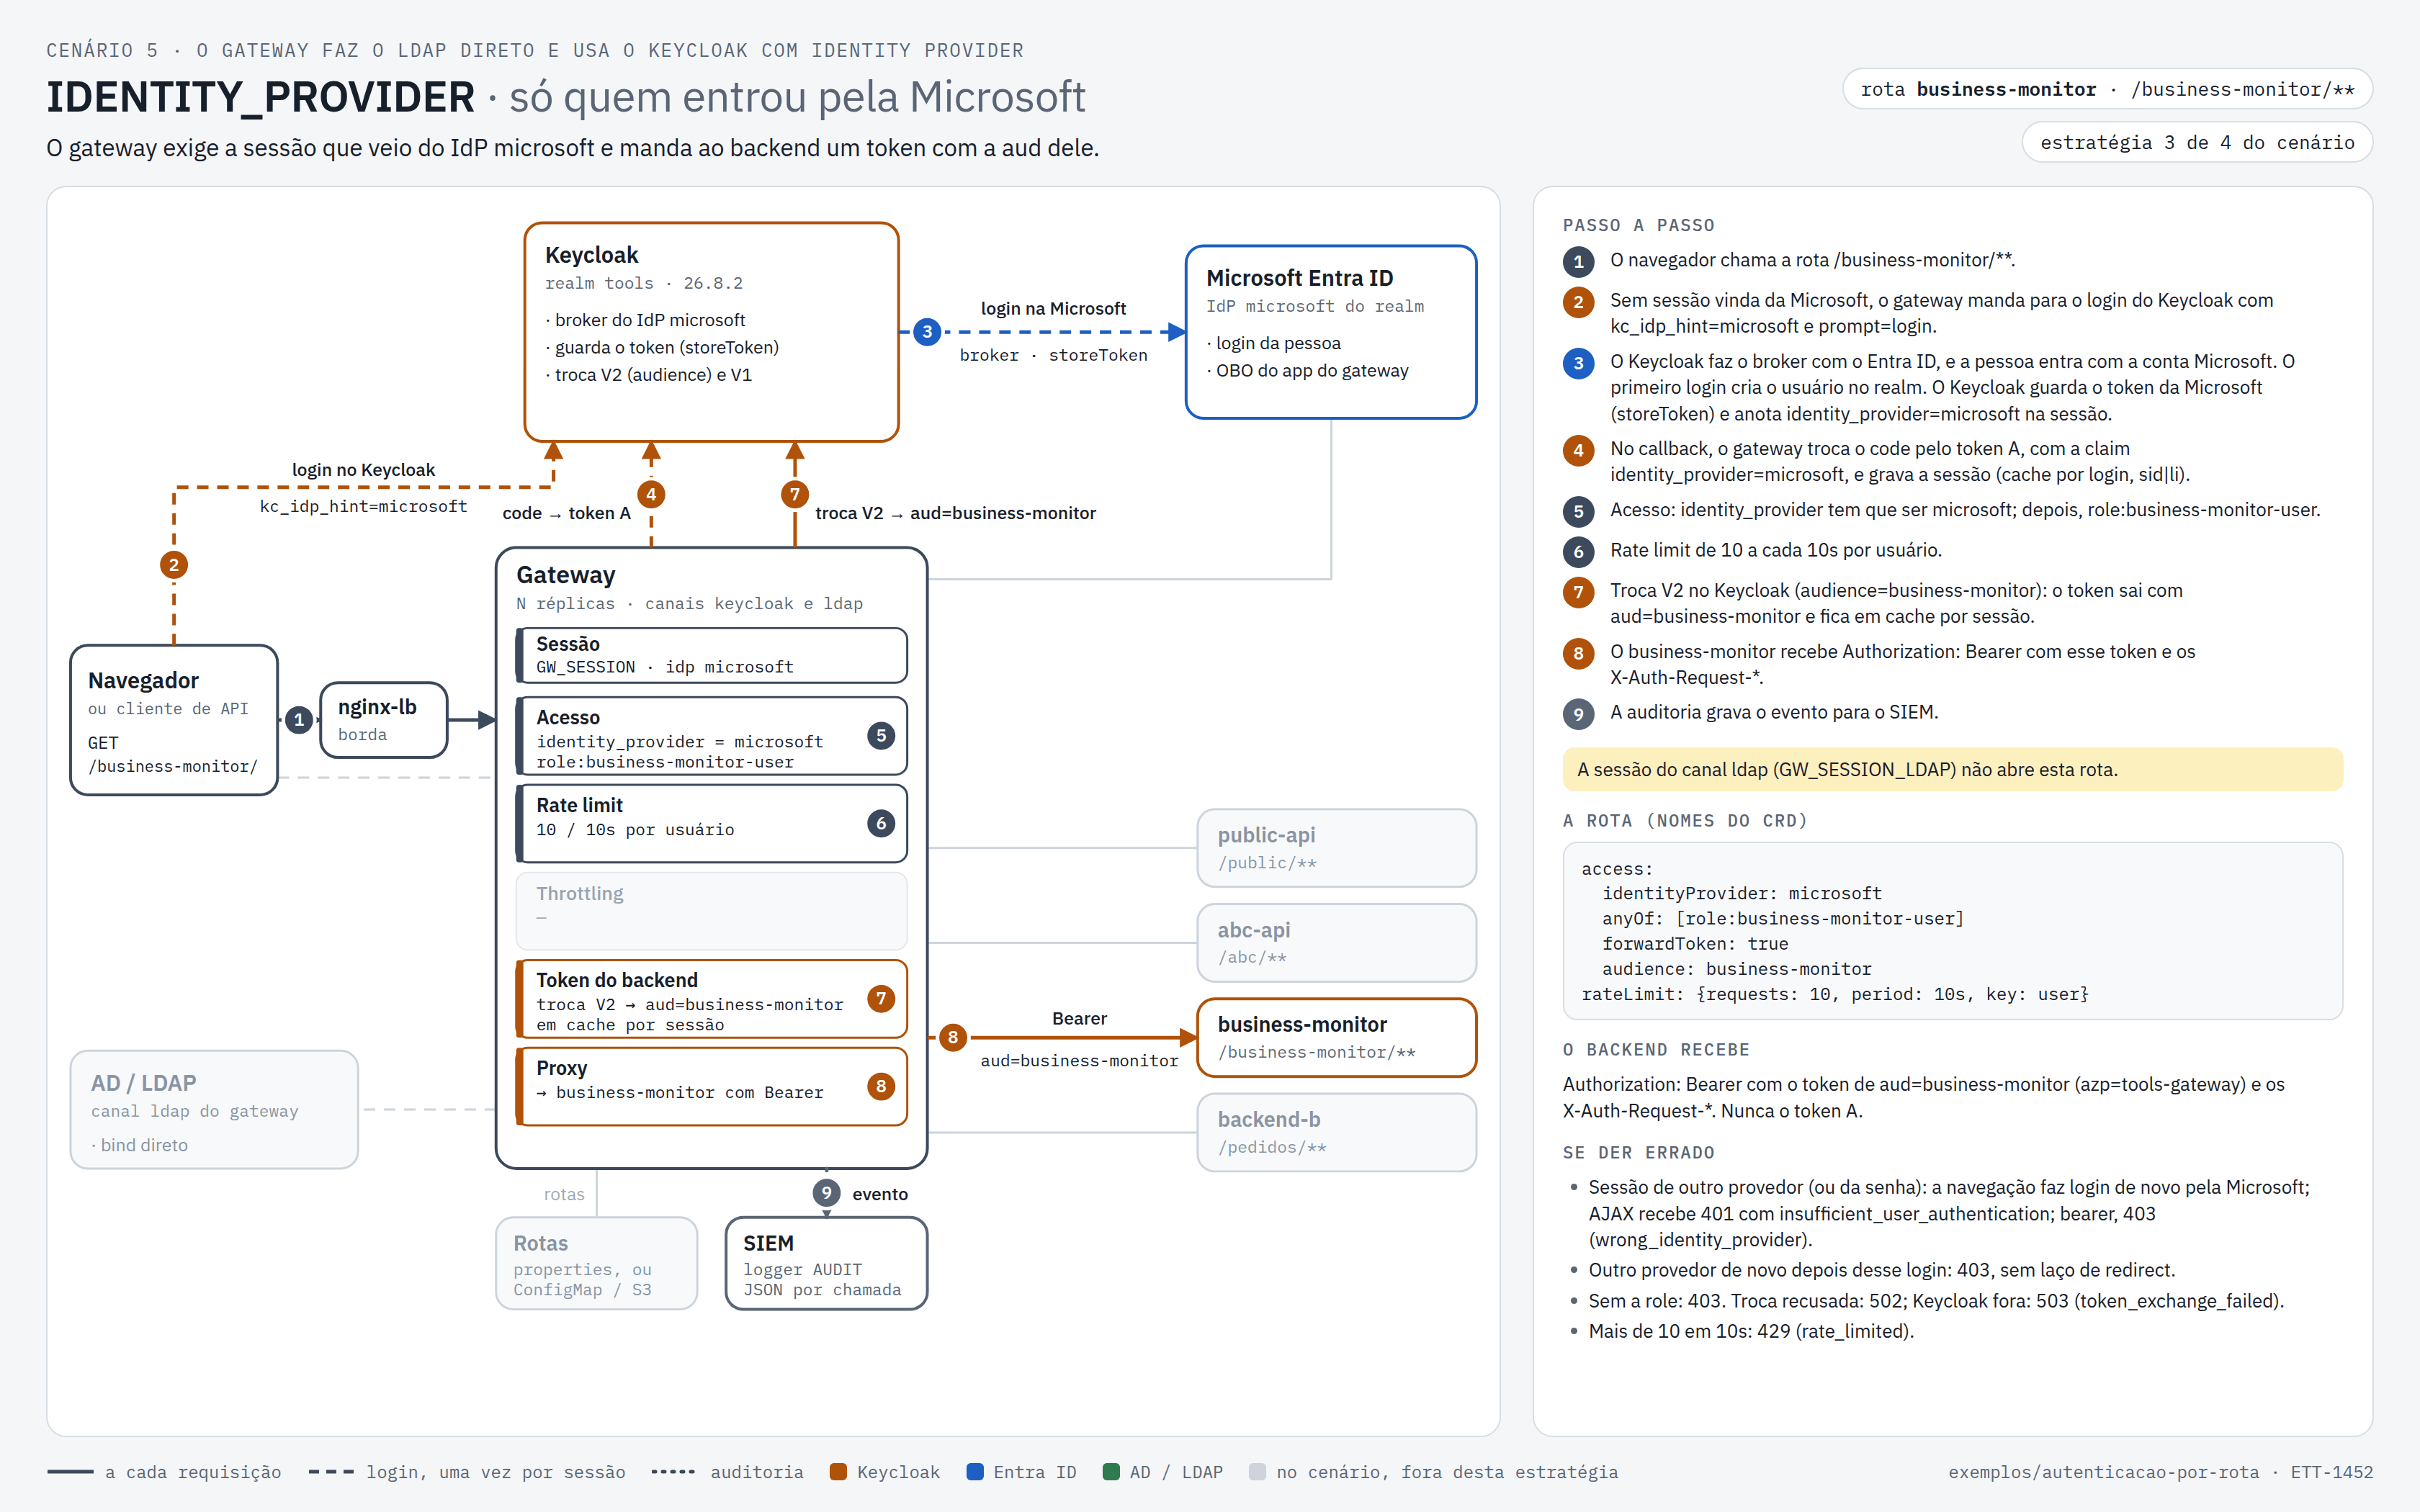 CENÁRIO 5 · O GATEWAY FAZ O LDAP DIRETO E USA O KEYCLOAK COM IDENTITY PROVIDER
IDENTITY_PROVIDER · só quem entrou pela Microsoft
O gateway exige a sessão que veio do IdP microsoft e manda ao backend um token com a aud dele.
rota business-monitor · /business-monitor/**
estratégia 3 de 4 do cenário
Keycloak
realm tools · 26.8.2
· broker do IdP microsoft
· guarda o token (storeToken)
· troca V2 (audience) e V1
3
login na Microsoft
broker · storeToken
Microsoft Entra ID
IdP microsoft do realm
· login da pessoa
· OBO do app do gateway
login no Keycloak
kc_idp_hint=microsoft
2
code → token A
4
7
troca V2 → aud=business-monitor
Navegador
ou cliente de API
GET
/business-monitor/
1
nginx-lb
borda
Gateway
N réplicas · canais keycloak e ldap
Sessão
GW_SESSION · idp microsoft
Acesso
identity_provider = microsoft
role:business-monitor-user
5
Rate limit
10 / 10s por usuário
6
Throttling
—
Token do backend
troca V2 → aud=business-monitor
em cache por sessão
7
Proxy
→ business-monitor com Bearer
8
AD / LDAP
canal ldap do gateway
· bind direto
public-api
/public/**
abc-api
/abc/**
8
Bearer
aud=business-monitor
business-monitor
/business-monitor/**
backend-b
/pedidos/**
rotas
9
evento
Rotas
properties, ou
ConfigMap / S3
SIEM
logger AUDIT
JSON por chamada
PASSO A PASSO
1 O navegador chama a rota /business-monitor/**.
2 Sem sessão vinda da Microsoft, o gateway manda para o login do Keycloak com
kc_idp_hint=microsoft e prompt=login.
3 O Keycloak faz o broker com o Entra ID, e a pessoa entra com a conta Microsoft. O
primeiro login cria o usuário no realm. O Keycloak guarda o token da Microsoft
(storeToken) e anota identity_provider=microsoft na sessão.
4 No callback, o gateway troca o code pelo token A, com a claim
identity_provider=microsoft, e grava a sessão (cache por login, sid|li).
5 Acesso: identity_provider tem que ser microsoft; depois, role:business-monitor-user.
6 Rate limit de 10 a cada 10s por usuário.
7 Troca V2 no Keycloak (audience=business-monitor): o token sai com
aud=business-monitor e fica em cache por sessão.
8 O business-monitor recebe Authorization: Bearer com esse token e os
X-Auth-Request-*.
9 A auditoria grava o evento para o SIEM.
A sessão do canal ldap (GW_SESSION_LDAP) não abre esta rota.
A ROTA (NOMES DO CRD)
access:
  identityProvider: microsoft
  anyOf: [role:business-monitor-user]
  forwardToken: true
  audience: business-monitor
rateLimit: {requests: 10, period: 10s, key: user}
O BACKEND RECEBE
Authorization: Bearer com o token de aud=business-monitor (azp=tools-gateway) e os
X-Auth-Request-*. Nunca o token A.
SE DER ERRADO
• Sessão de outro provedor (ou da senha): a navegação faz login de novo pela Microsoft;
AJAX recebe 401 com insufficient_user_authentication; bearer, 403
(wrong_identity_provider).
• Outro provedor de novo depois desse login: 403, sem laço de redirect.
• Sem a role: 403. Troca recusada: 502; Keycloak fora: 503 (token_exchange_failed).
• Mais de 10 em 10s: 429 (rate_limited).
a cada requisição
login, uma vez por sessão
auditoria
Keycloak
Entra ID
AD / LDAP
no cenário, fora desta estratégia
exemplos/autenticacao-por-rota · ETT-1452